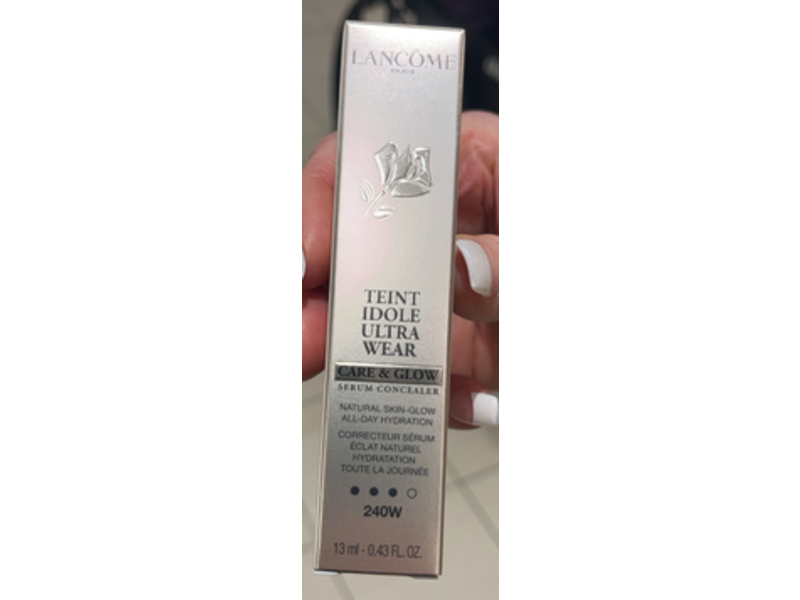 LANCÔME
PARIS
TEINT
IDOLE
ULTRA
WEAR
CARE & GLOW
SERUM CONCEALER
NATURAL SKIN-GLOW
ALL-DAY HYDRATION
CORRECTEUR SÉRUM
ÉCLAT NATUREL
HYDRATATION
TOUTE LA JOURNÉE
240W
13 ml - 0.43 FL. OZ.